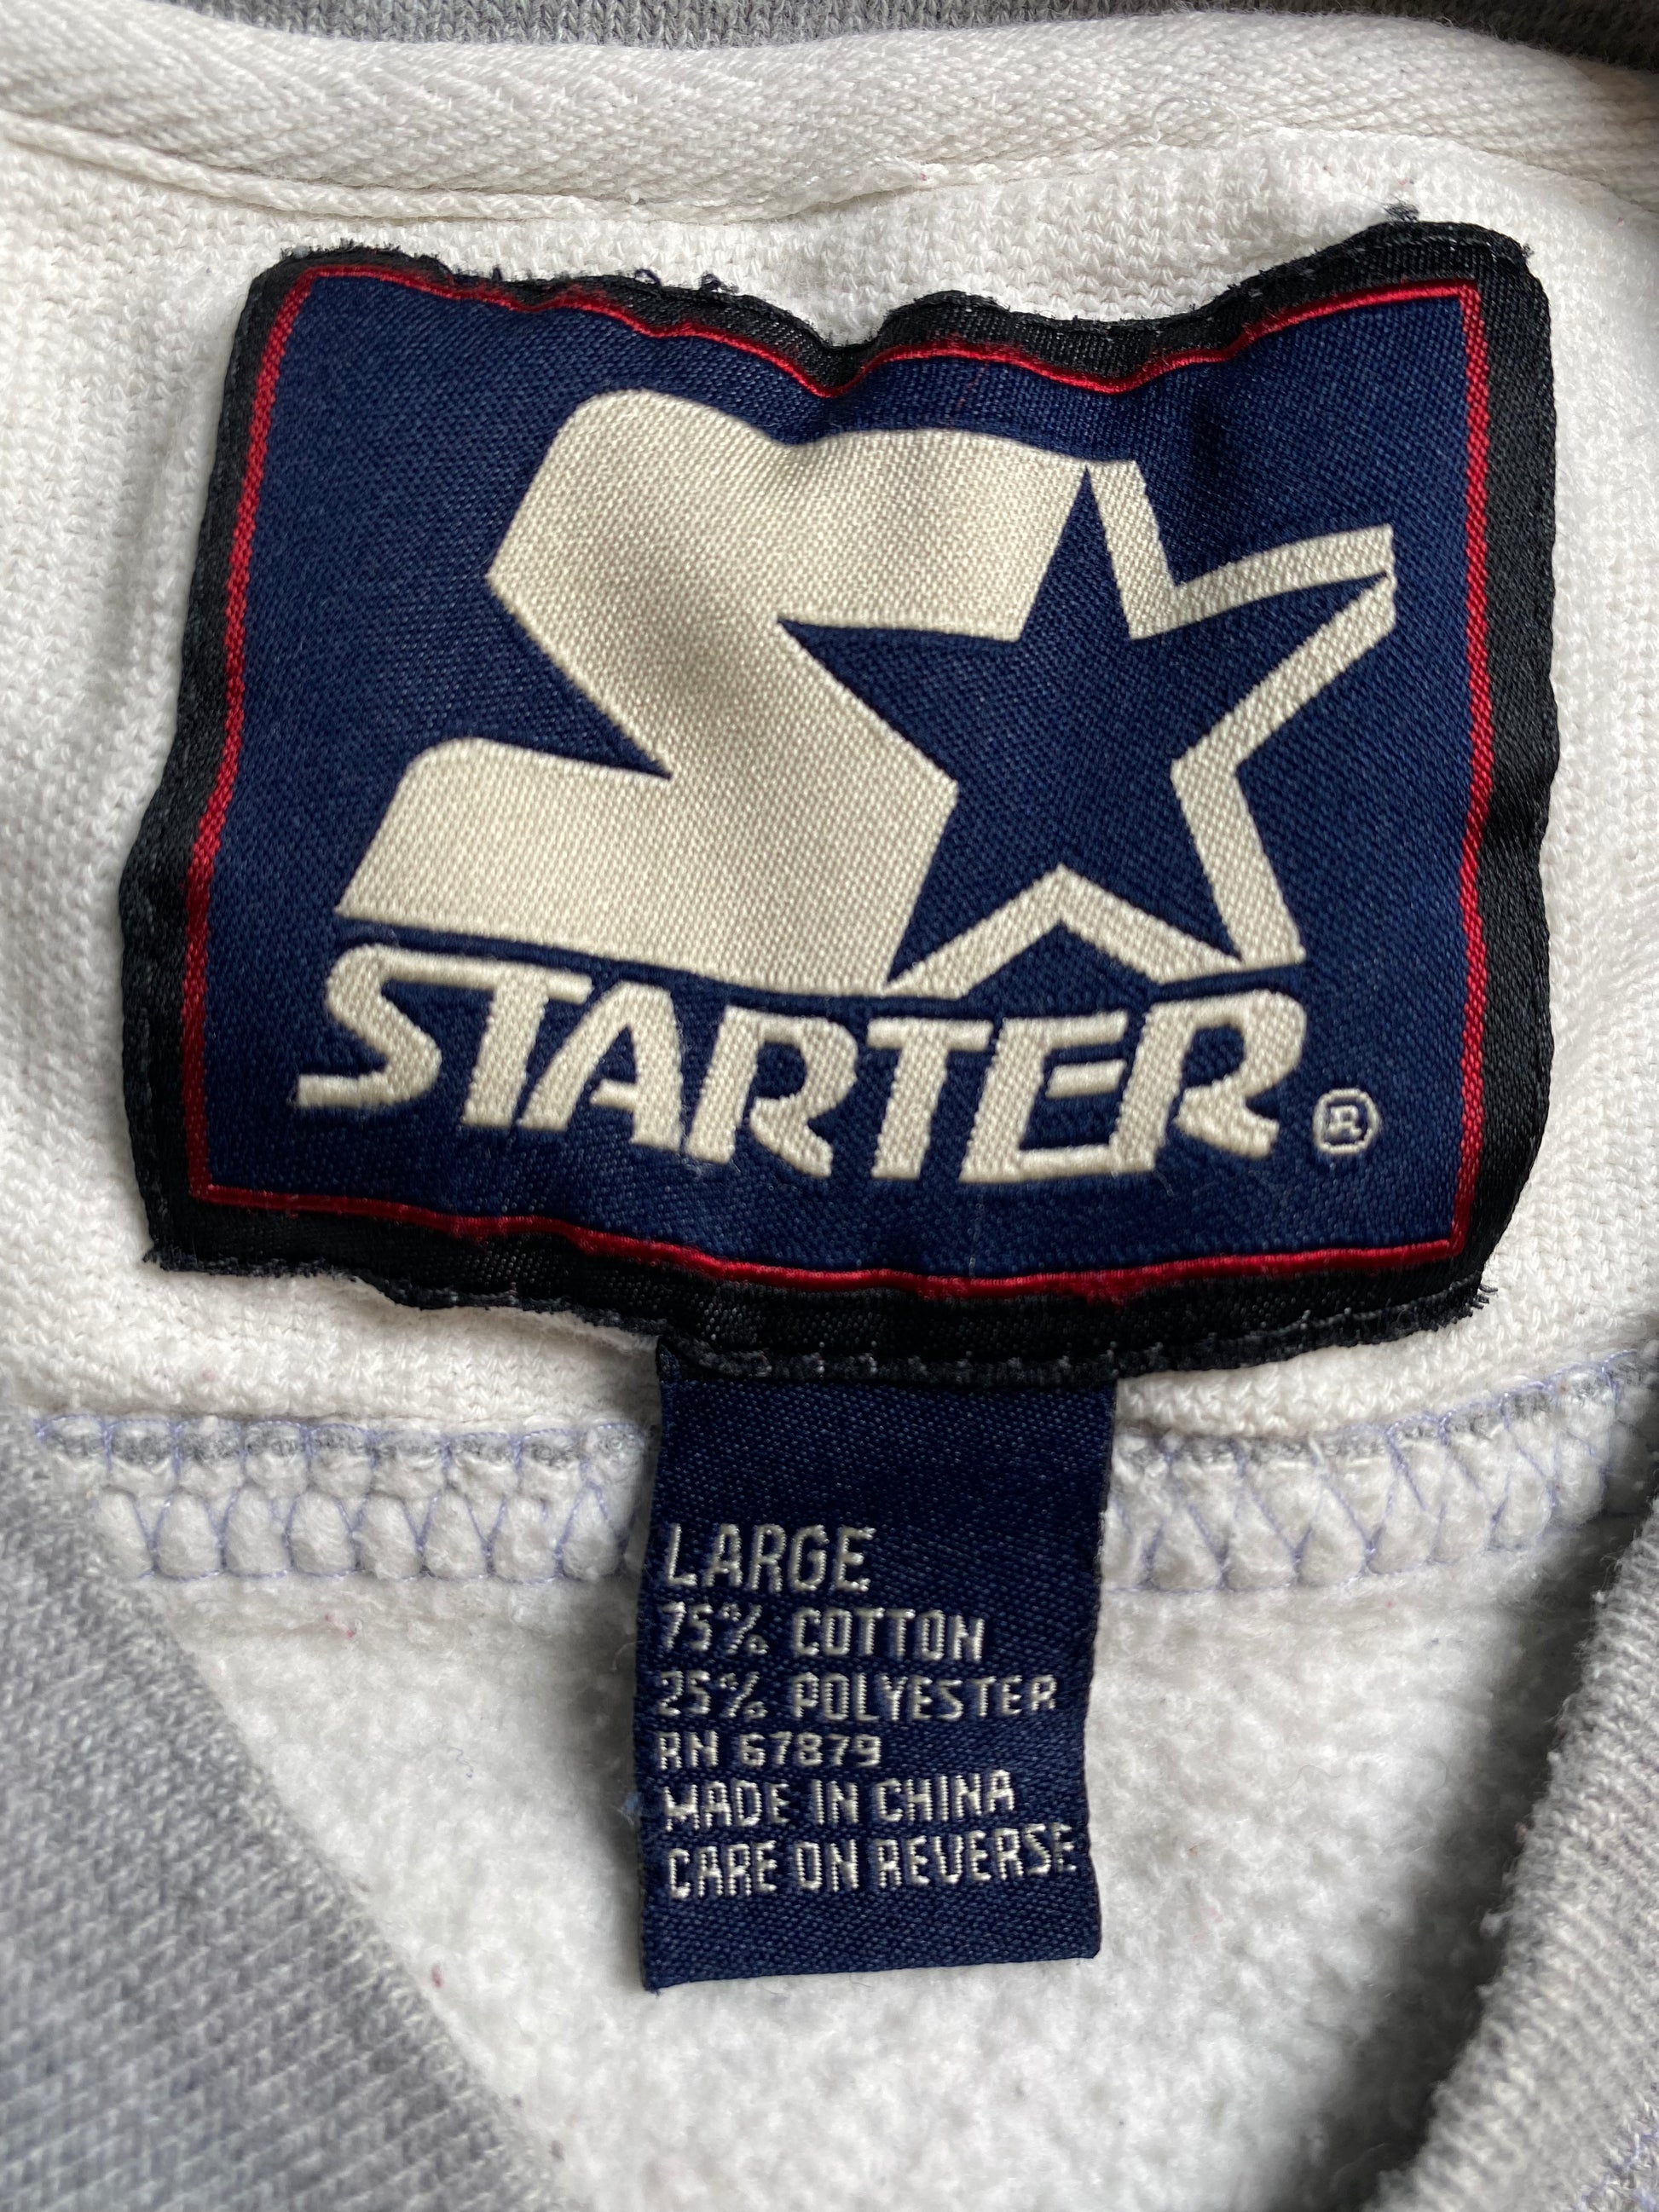 STARTER®
LARGE
75% COTTON
25% POLYESTER
RN 67879
MADE IN CHINA
CARE ON REVERSE